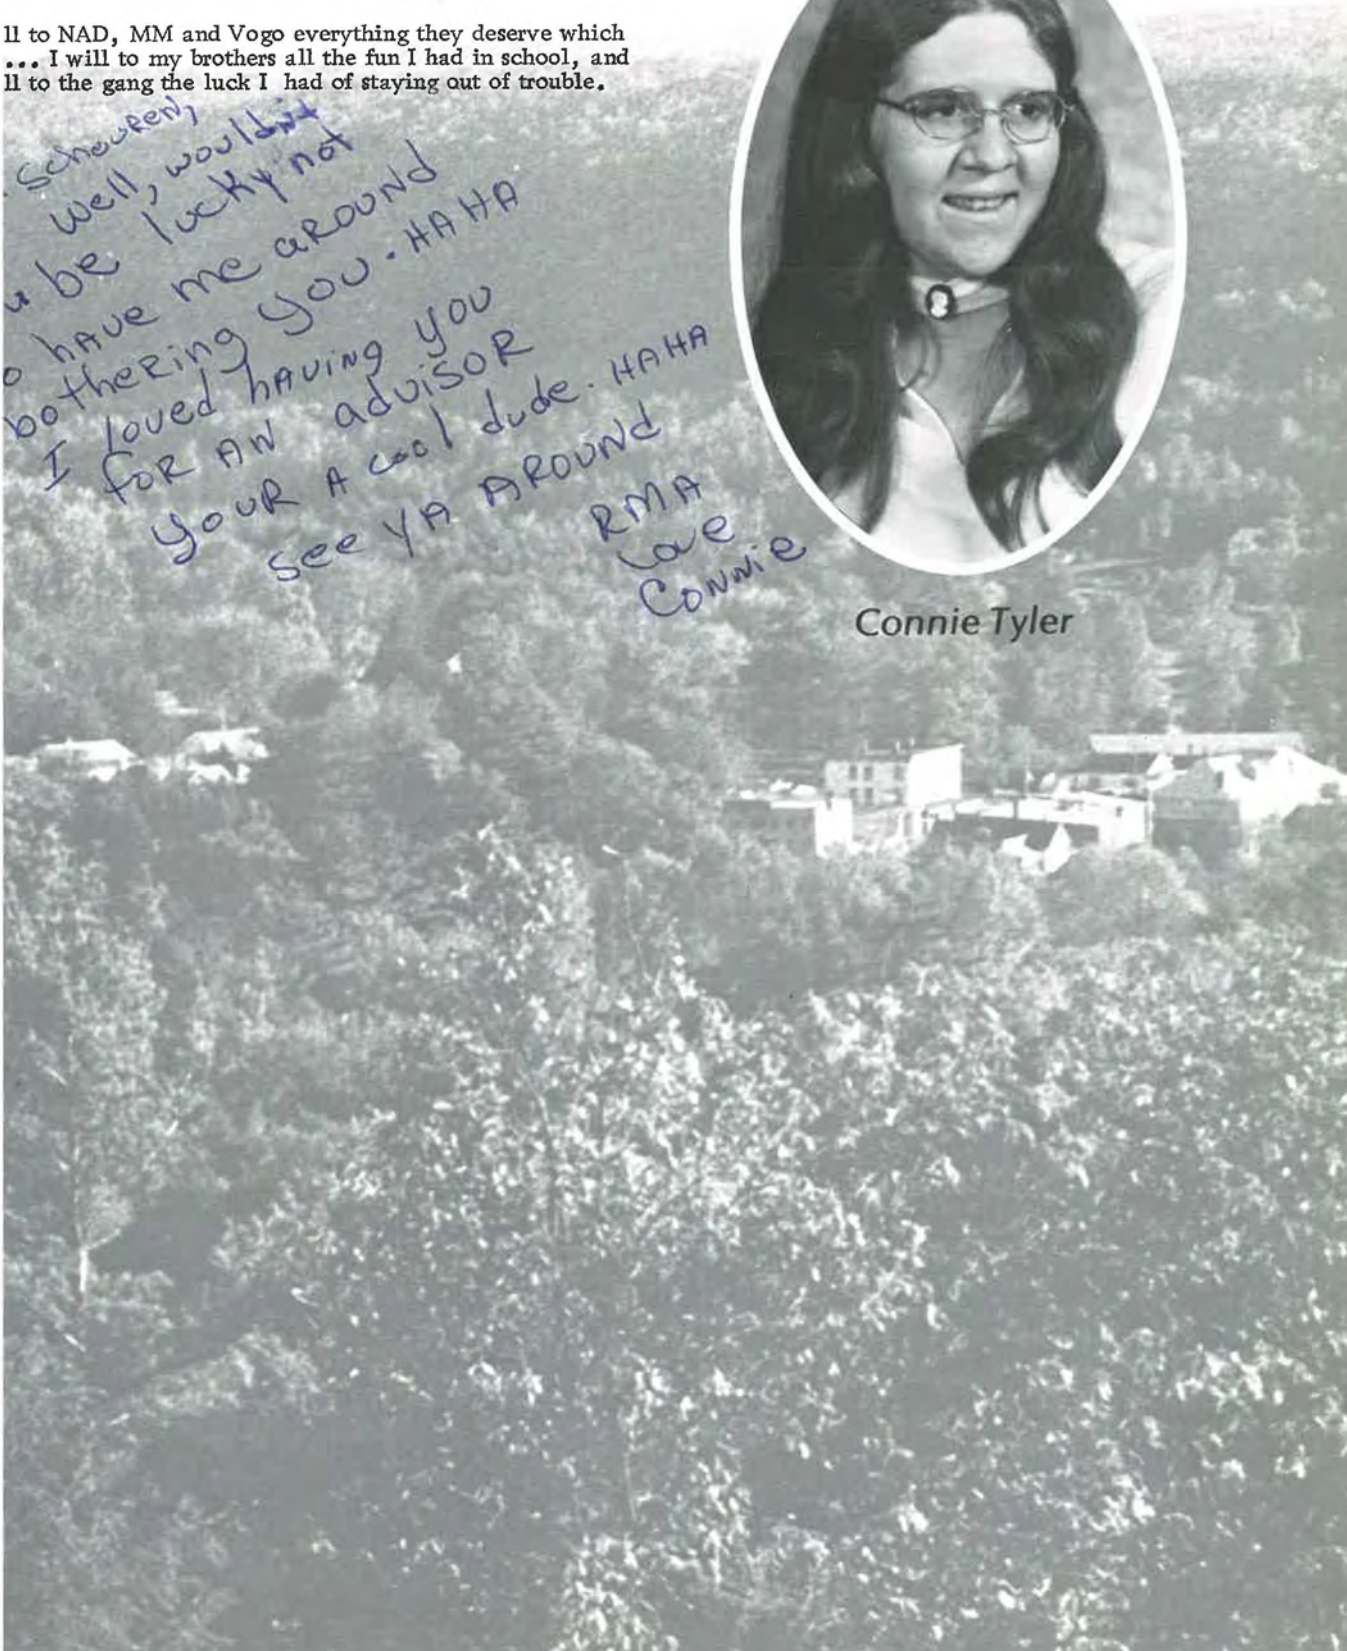 ll to NAD, MM and Vogo everything they deserve which
... I will to my brothers all the fun I had in school, and
ll to the gang the luck I had of staying out of trouble.
Schouren,
Well, wouldn't
u be lucky not
o have me around
bothering you. HAHA
I loved having you
for an advisor
your a cool dude. HAHA
see ya around
RMA
Love
Connie
Connie Tyler